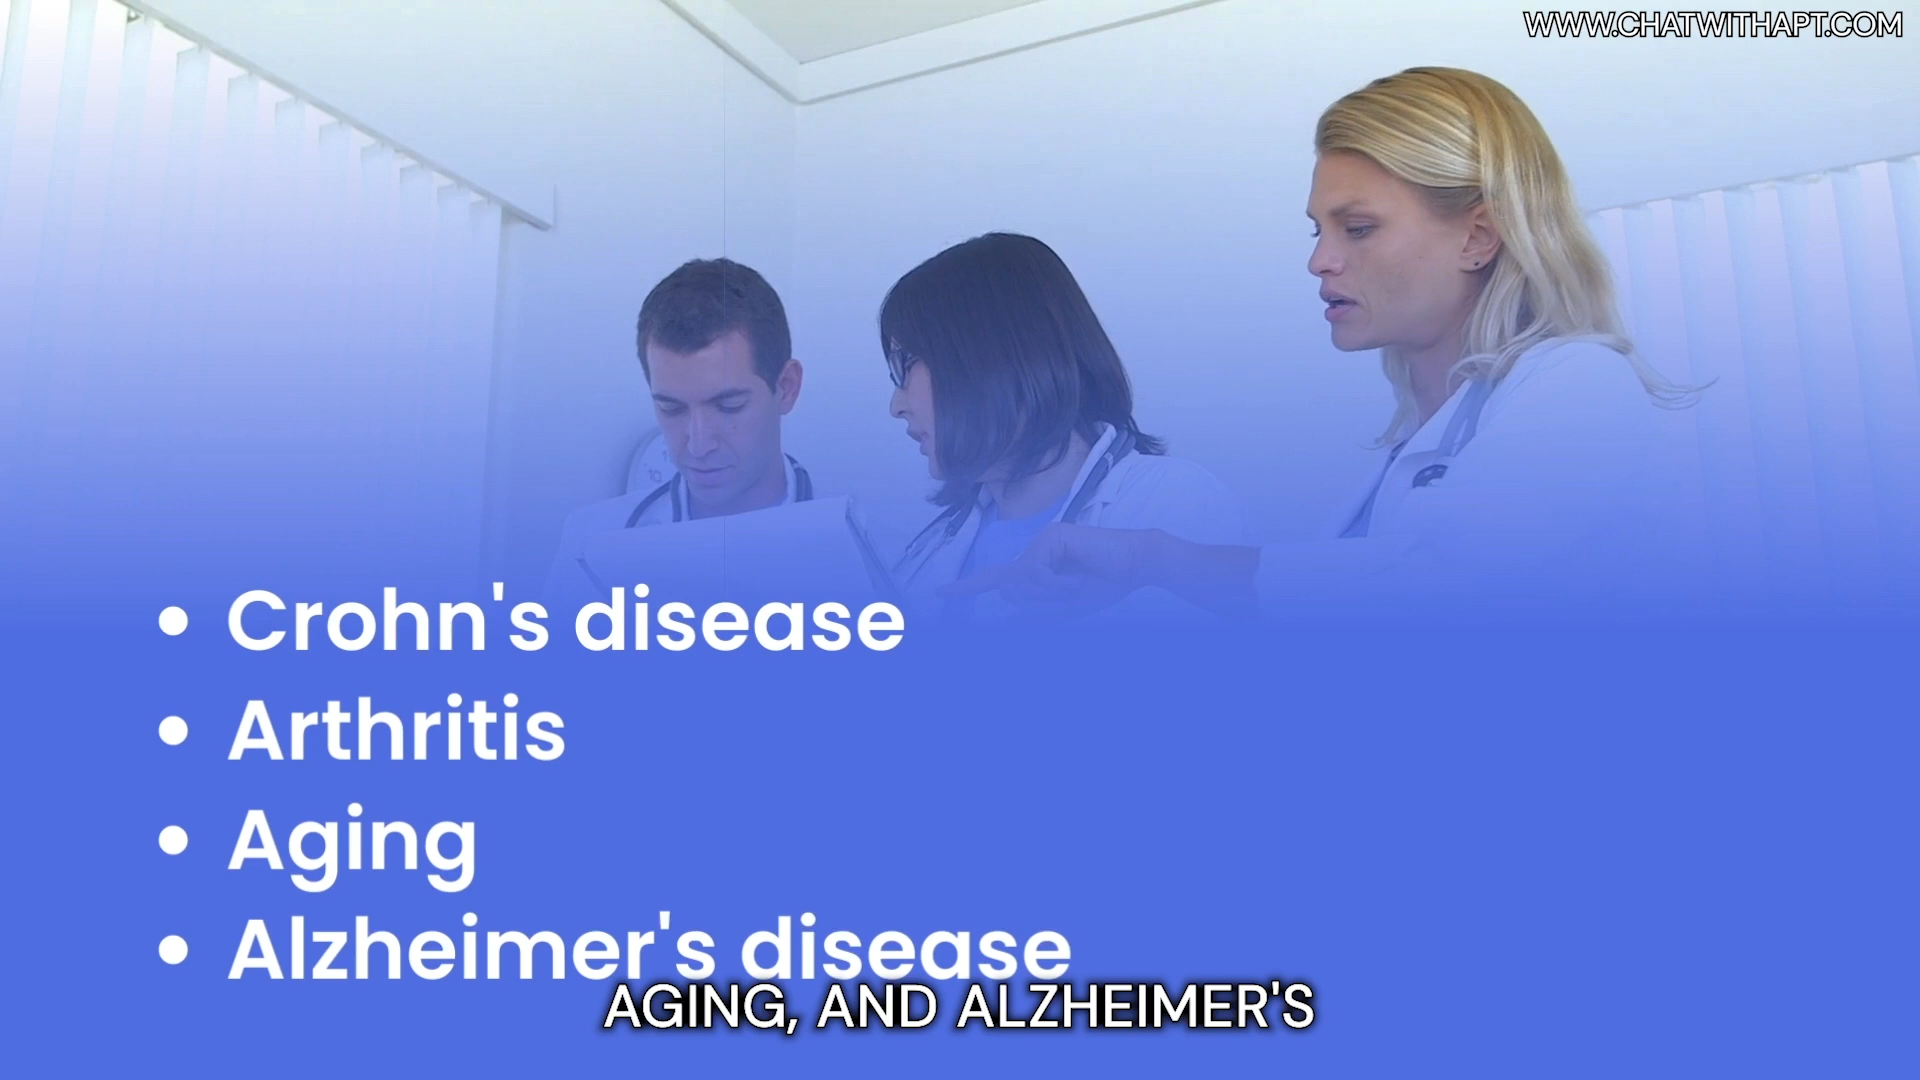 WWW.CHATWITHAPT.COM
• Crohn's disease
• Arthritis
• Aging
• Alzheimer's disease
AGING, AND ALZHEIMER'S